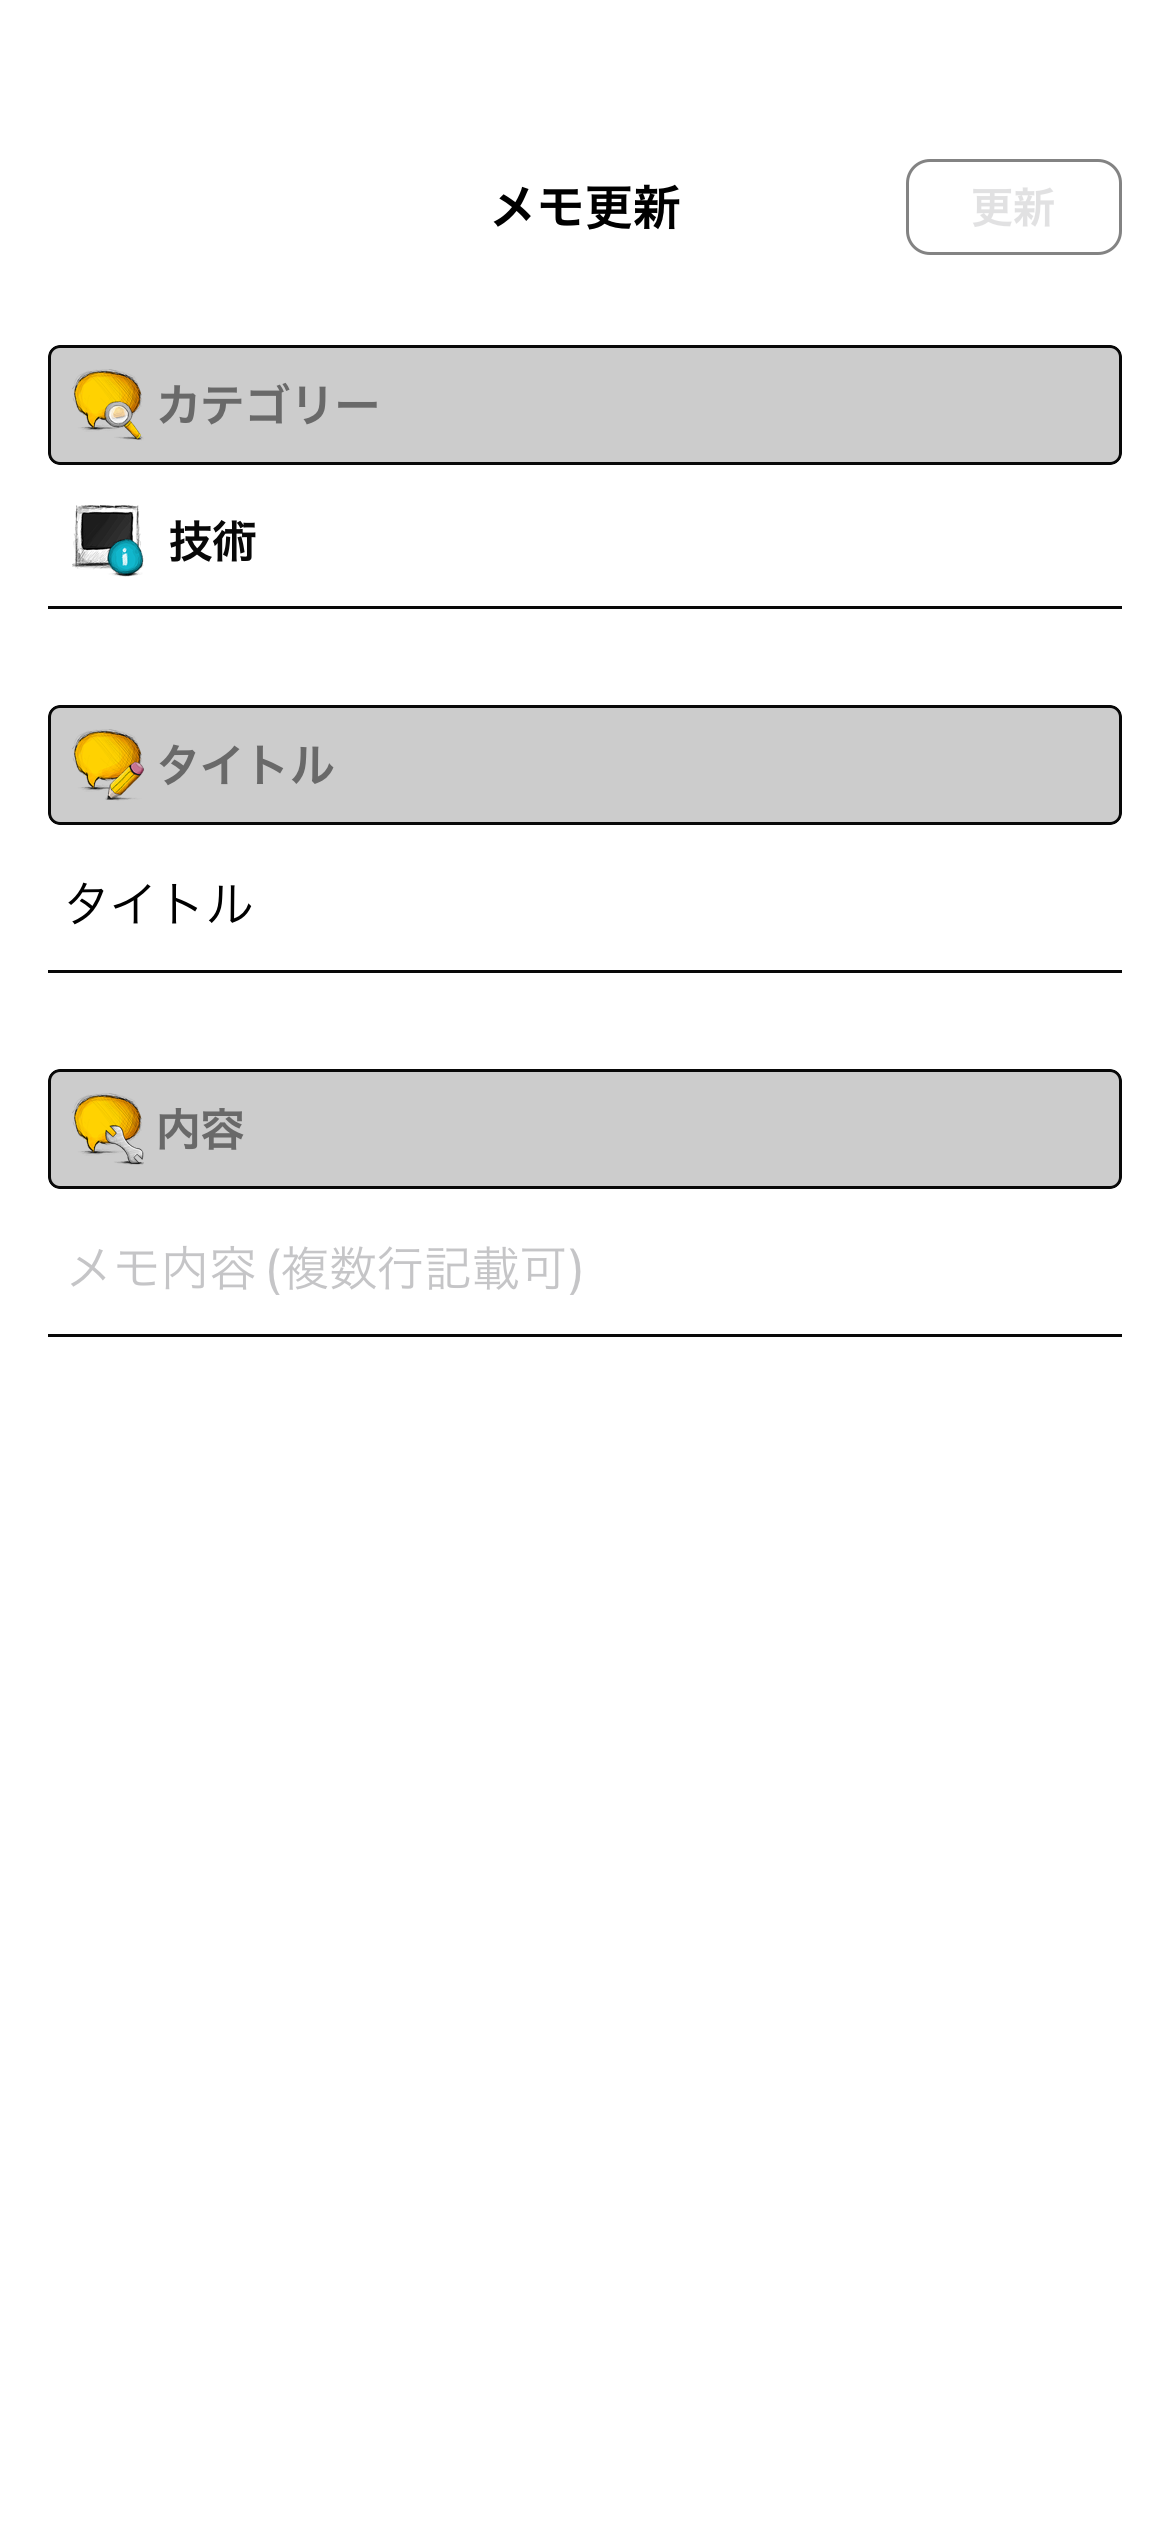 メモ更新
更新
カテゴリー
技術
タイトル
タイトル
内容
メモ内容 (複数行記載可)